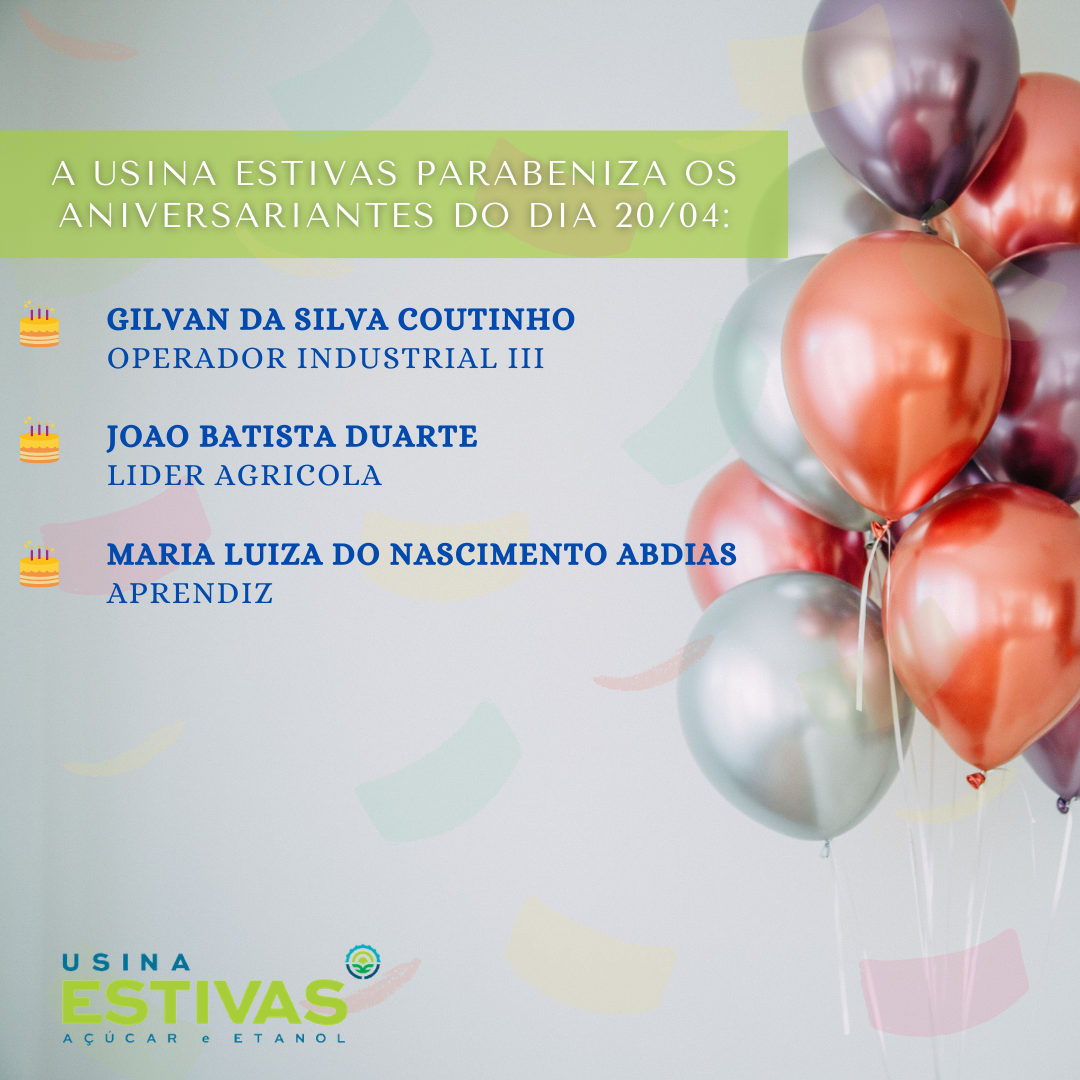 A USINA ESTIVAS PARABENIZA OS
ANIVERSARIANTES DO DIA 20/04:
GILVAN DA SILVA COUTINHO
OPERADOR INDUSTRIAL III
JOAO BATISTA DUARTE
LIDER AGRICOLA
MARIA LUIZA DO NASCIMENTO ABDIAS
APRENDIZ
USINA
ESTIVAS
AÇÚCAR e ETANOL